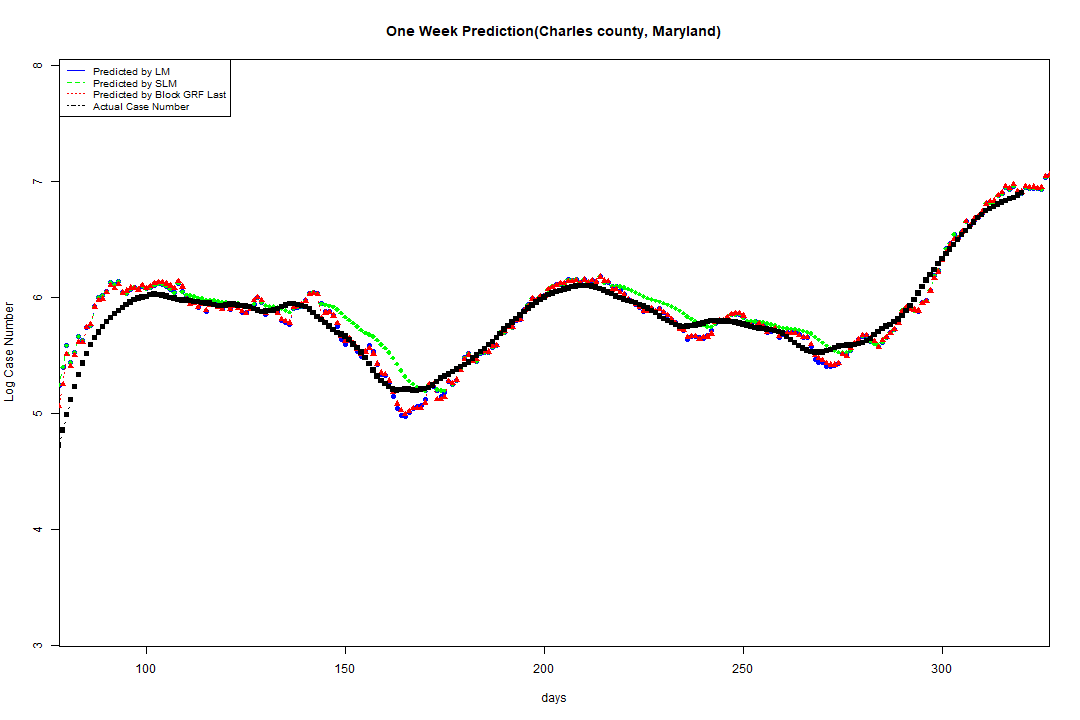 One Week Prediction(Charles county, Maryland)
Predicted by LM
Predicted by SLM
Predicted by Block GRF Last
Actual Case Number
8
7
6
5
4
3
Log Case Number
100 150 200 250 300
days